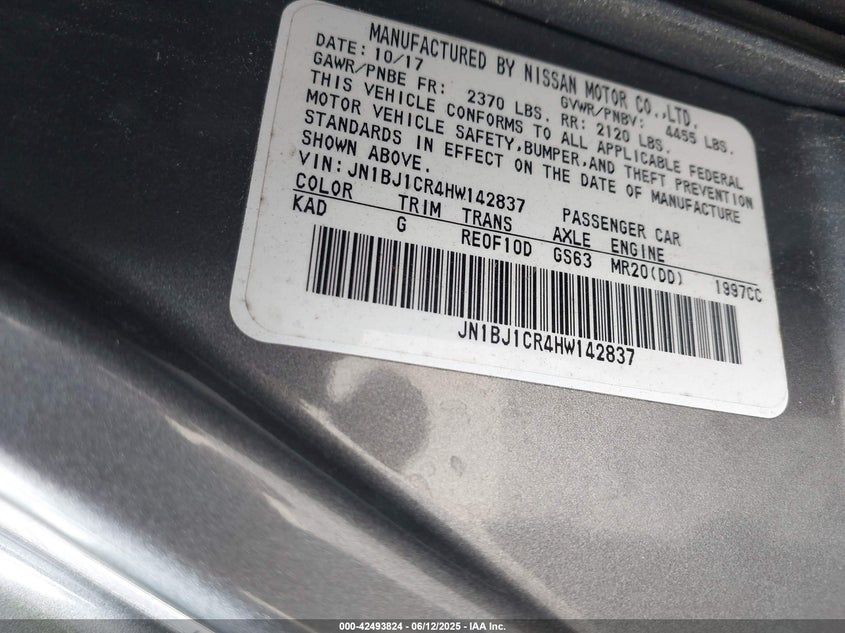 MANUFACTURED BY NISSAN MOTOR CO.,LTD.
DATE: 10/17 GVWR/PNBV: 4455 LBS.
GAWR/PNBE FR: 2370 LBS. RR: 2120 LBS.
THIS VEHICLE CONFORMS TO ALL APPLICABLE FEDERAL
MOTOR VEHICLE SAFETY,BUMPER,AND THEFT PREVENTION
STANDARDS IN EFFECT ON THE DATE OF MANUFACTURE
SHOWN ABOVE.
VIN: JN1BJ1CR4HW142837 PASSENGER CAR
COLOR TRIM TRANS AXLE ENGINE
KAD G RE0F10D GS63 MR20(DD) 1997CC
JN1BJ1CR4HW142837
000-42493824 - 06/12/2025 - IAA Inc.